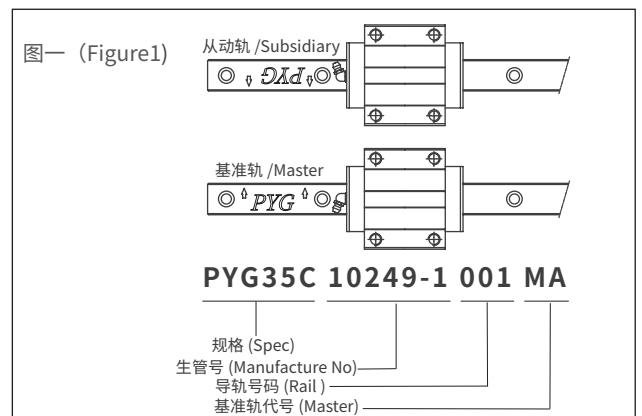 图一（Figure1)
从动轨 /Subsidiary
PYG
基准轨 /Master
PYG
PYG35C 10249-1 001 MA
规格 (Spec)
生管号 (Manufacture No)
导轨号码 (Rail )
基准轨代号 (Master)